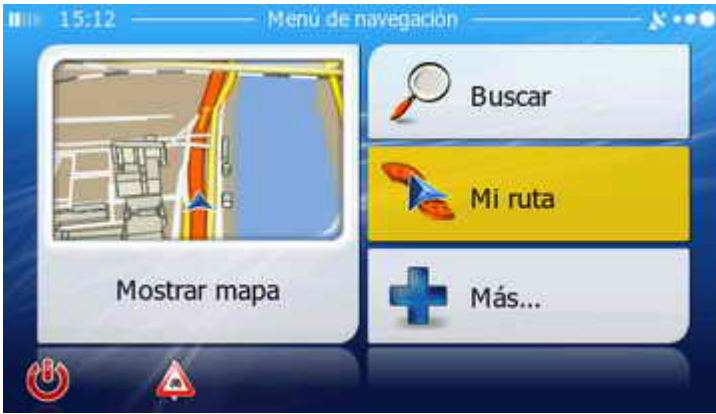 15:12
Menú de navegación
Buscar
Mi ruta
Mostrar mapa
Más...